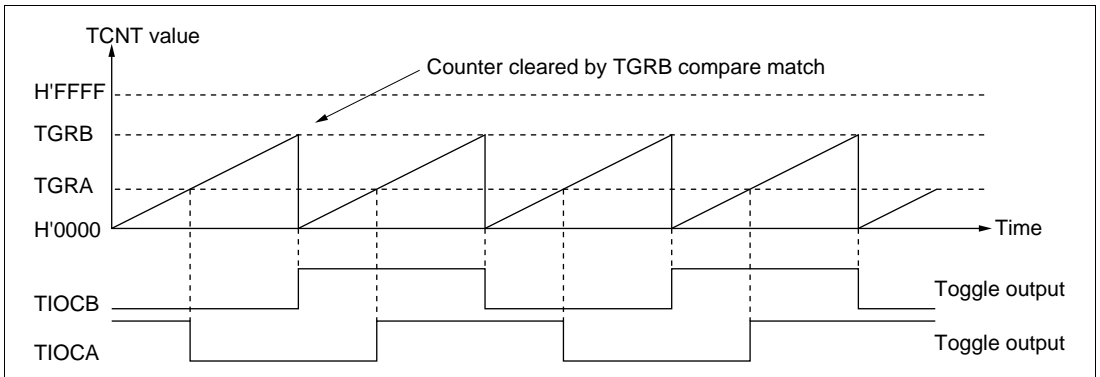 TCNT value
Counter cleared by TGRB compare match
H'FFFF
TGRB
TGRA
H'0000
Time
TIOCB
Toggle output
TIOCA
Toggle output